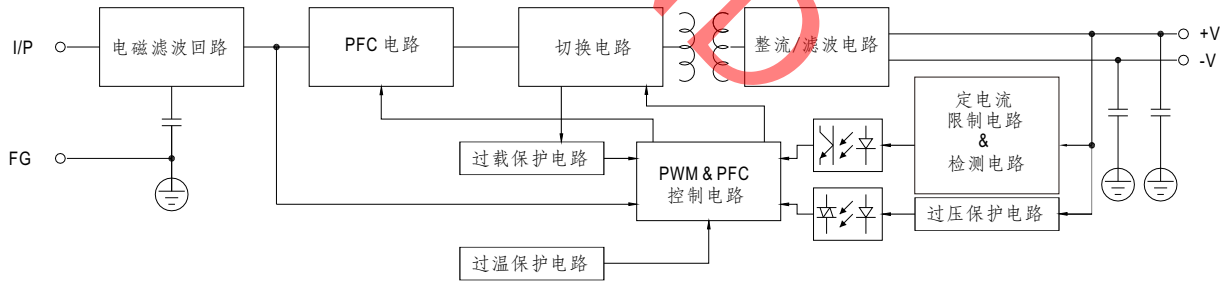 I/P
电磁滤波回路
PFC 电路
切换电路
整流/滤波电路
+V
-V
定电流
限制电路
&
检测电路
FG
过载保护电路
PWM & PFC
控制电路
过压保护电路
过温保护电路